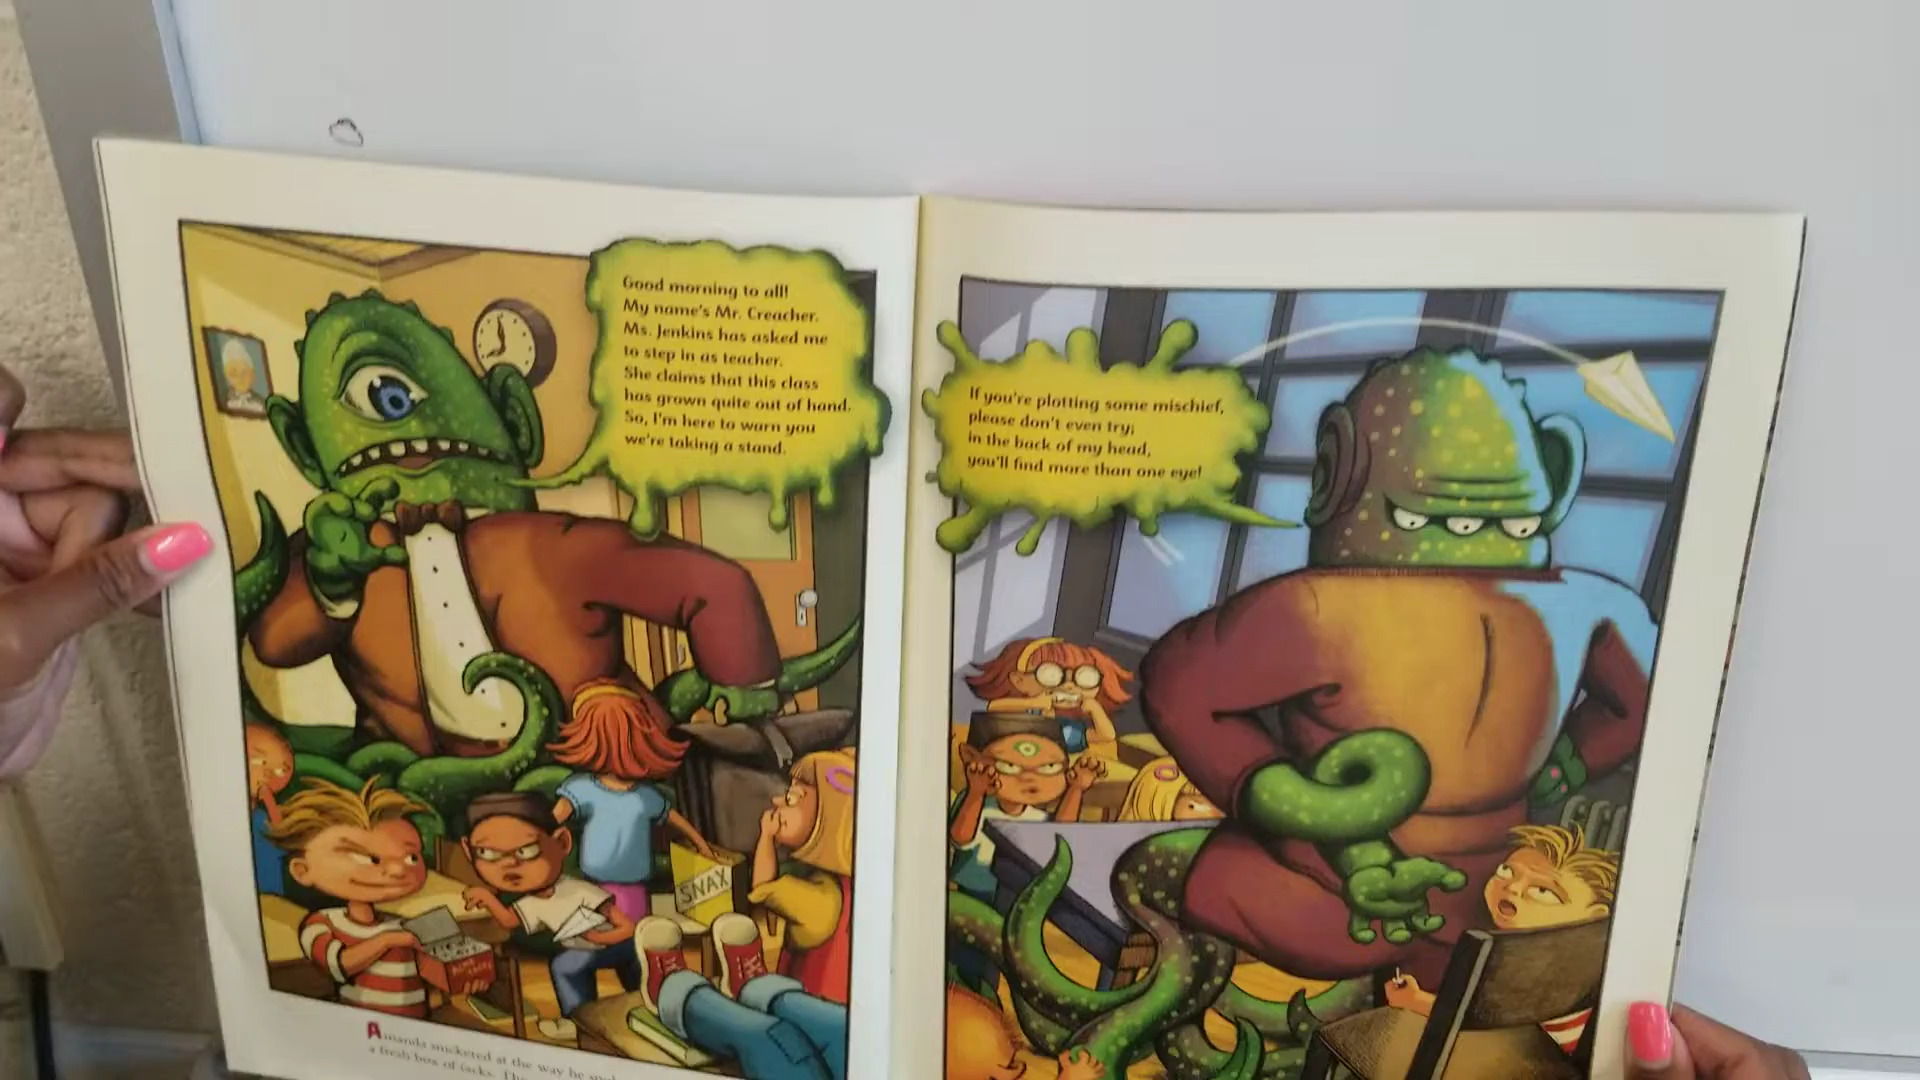 Good morning to all!
My name's Mr. Creacher.
Ms. Jenkins has asked me
to step in as teacher.
She claims that this class
has grown quite out of hand.
So, I'm here to warn you
we're taking a stand.
SNAX
Amanda snickered at the way he
a fresh box of tacks.
If you're plotting some mischief,
please don't even try;
in the back of my head,
you'll find more than one eye!